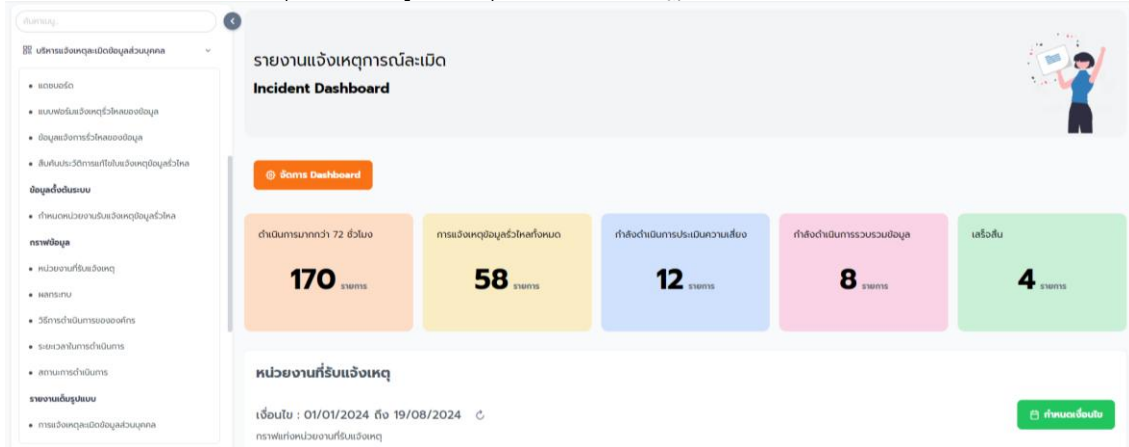 ค้นหาเมนู..
บริหารแจ้งเหตุละเมิดข้อมูลส่วนบุคคล
แดชบอร์ด
แบบฟอร์มแจ้งเหตุรั่วไหลของข้อมูล
ข้อมูลแจ้งการรั่วไหลของข้อมูล
สืบค้นประวัติการแก้ไขใบแจ้งเหตุข้อมูลรั่วไหล
ข้อมูลตั้งต้นระบบ
กำหนดหน่วยงานรับแจ้งเหตุข้อมูลรั่วไหล
กราฟข้อมูล
หน่วยงานที่รับแจ้งเหตุ
ผลกระทบ
วิธีการดำเนินการขององค์กร
ระยะเวลาในการดำเนินการ
สถานะการดำเนินการ
รายงานเต็มรูปแบบ
การแจ้งเหตุละเมิดข้อมูลส่วนบุคคล
รายงานแจ้งเหตุการณ์ละเมิด
Incident Dashboard
จัดการ Dashboard
ดำเนินการมากกว่า 72 ชั่วโมง
170 รายการ
การแจ้งเหตุข้อมูลรั่วไหลทั้งหมด
58 รายการ
กำลังดำเนินการประเมินความเสี่ยง
12 รายการ
กำลังดำเนินการรวบรวมข้อมูล
8 รายการ
เสร็จสิ้น
4 รายการ
หน่วยงานที่รับแจ้งเหตุ
เงื่อนไข : 01/01/2024 ถึง 19/08/2024
กำหนดเงื่อนไข
กราฟแท่งหน่วยงานที่รับแจ้งเหตุ